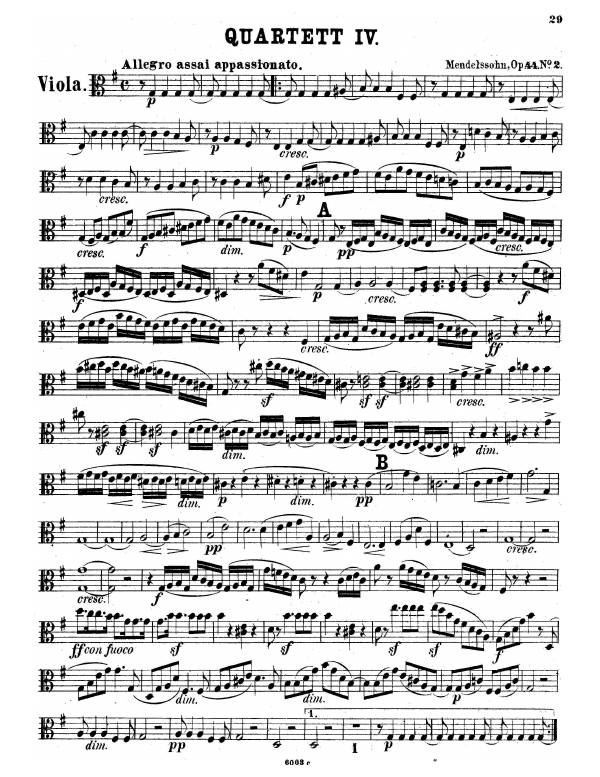 29
QUARTETT IV.
Allegro assai appassionato.
Mendelssohn, Op.44. No. 2.
Viola.
p
p cresc. p
cresc. f p
A
cresc. f dim. p pp cresc.
f p cresc. f
cresc. f ff
sf sf sf cresc.
sf sf dim. dim.
B
dim. p dim. pp
pp cresc.
cresc. f
ff con fuoco sf sf sf
dim. p
1.
dim. pp 1 p
6063 c